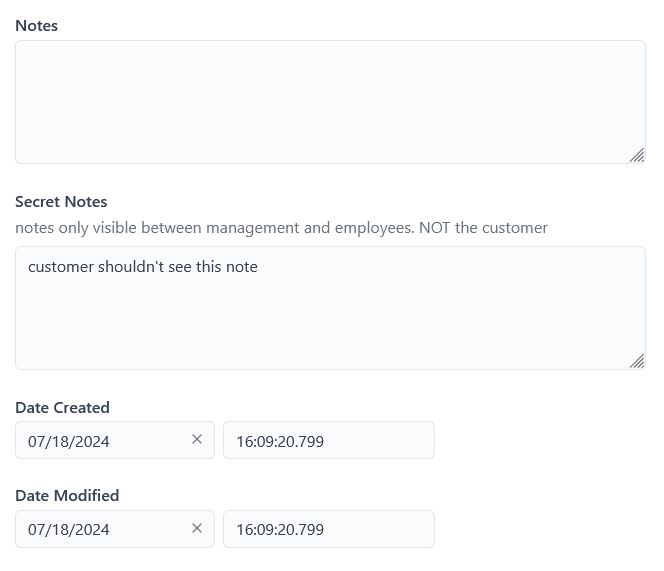 Notes
Secret Notes
notes only visible between management and employees. NOT the customer
customer shouldn't see this note
Date Created
07/18/2024 × 16:09:20.799
Date Modified
07/18/2024 × 16:09:20.799